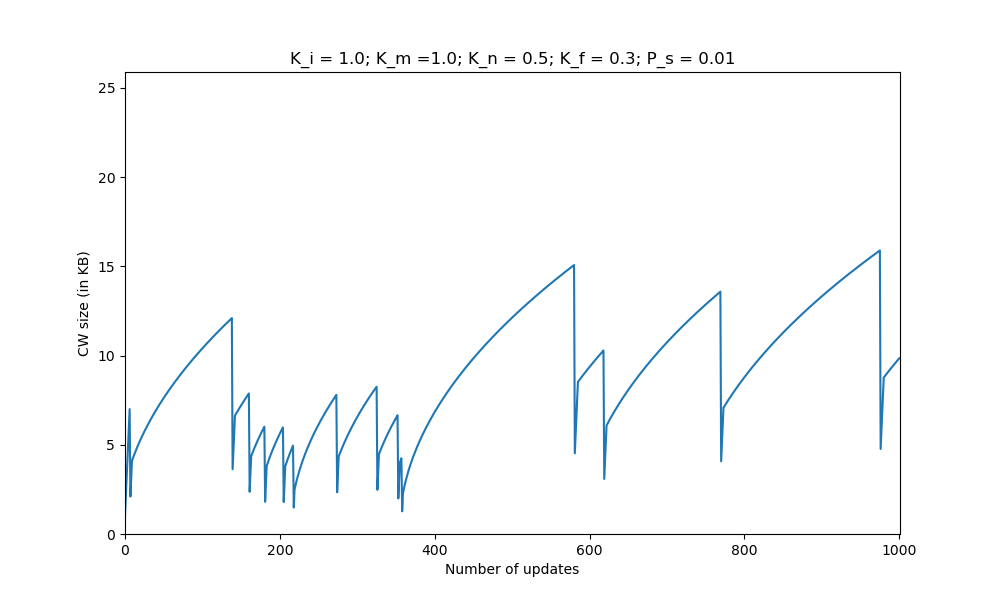 K_i = 1.0; K_m =1.0; K_n = 0.5; K_f = 0.3; P_s = 0.01
CW size (in KB)
25
20
15
10
5
0
0 200 400 600 800 1000
Number of updates